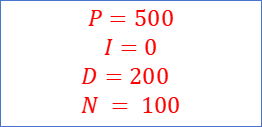 P = 500
I = 0
D = 200
N = 100